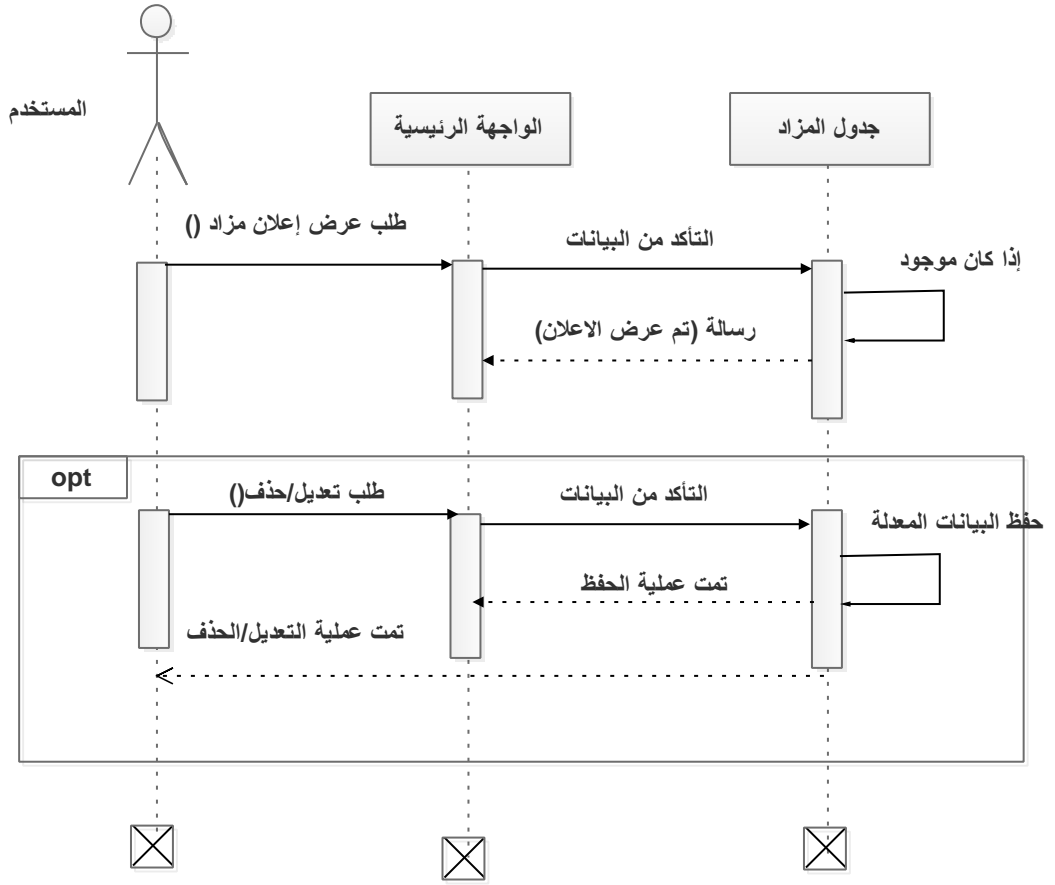 المستخدم
الواجهة الرئيسية
جدول المزاد
طلب عرض إعلان مزاد ()
التأكد من البيانات
إذا كان موجود
رسالة (تم عرض الاعلان)
opt
طلب تعديل/حذف()
التأكد من البيانات
حفظ البيانات المعدلة
تمت عملية الحفظ
تمت عملية التعديل/الحذف